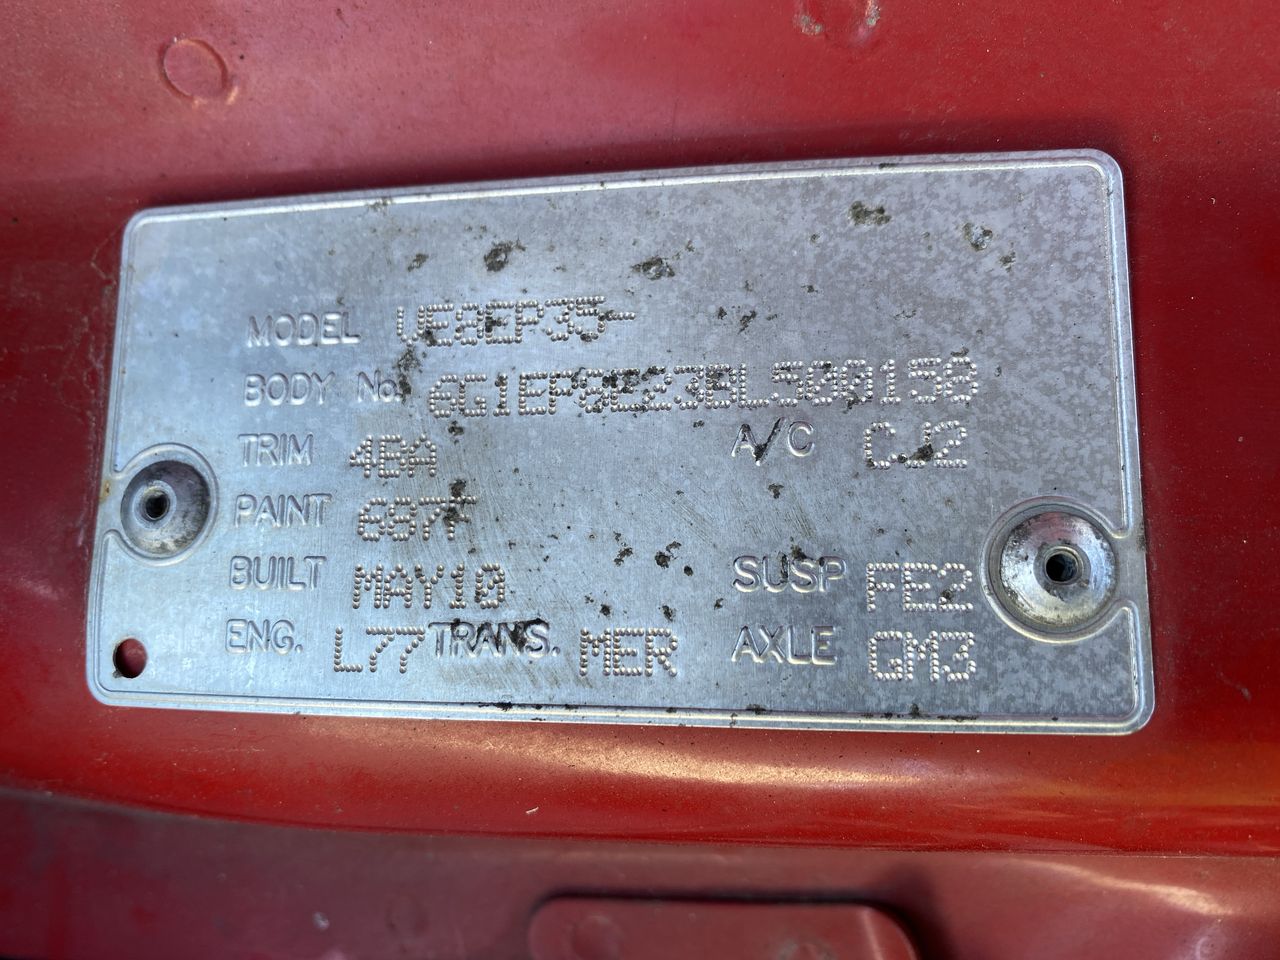 MODEL VE8EP35-
BODY No. 6G1EP8E23BL500158
TRIM 4BA A/C CJ2
PAINT 687F
BUILT MAY10 SUSP FE2
ENG. L77 TRANS. MER AXLE GM3